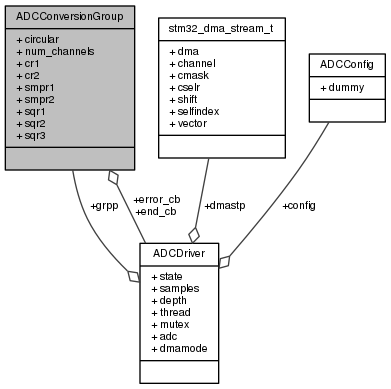 ADCConversionGroup
+ circular
+ num_channels
+ cr1
+ cr2
+ smpr1
+ smpr2
+ sqr1
+ sqr2
+ sqr3
stm32_dma_stream_t
+ dma
+ channel
+ cmask
+ cselr
+ shift
+ selfindex
+ vector
ADCConfig
+ dummy
+grpp
+error_cb
+end_cb
+dmastp
+config
ADCDriver
+ state
+ samples
+ depth
+ thread
+ mutex
+ adc
+ dmamode